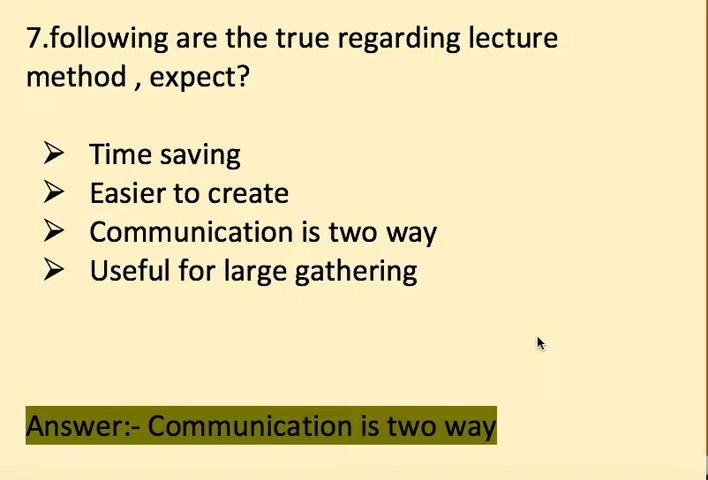 7.following are the true regarding lecture
method , expect?
➢ Time saving
➢ Easier to create
➢ Communication is two way
➢ Useful for large gathering
Answer:- Communication is two way